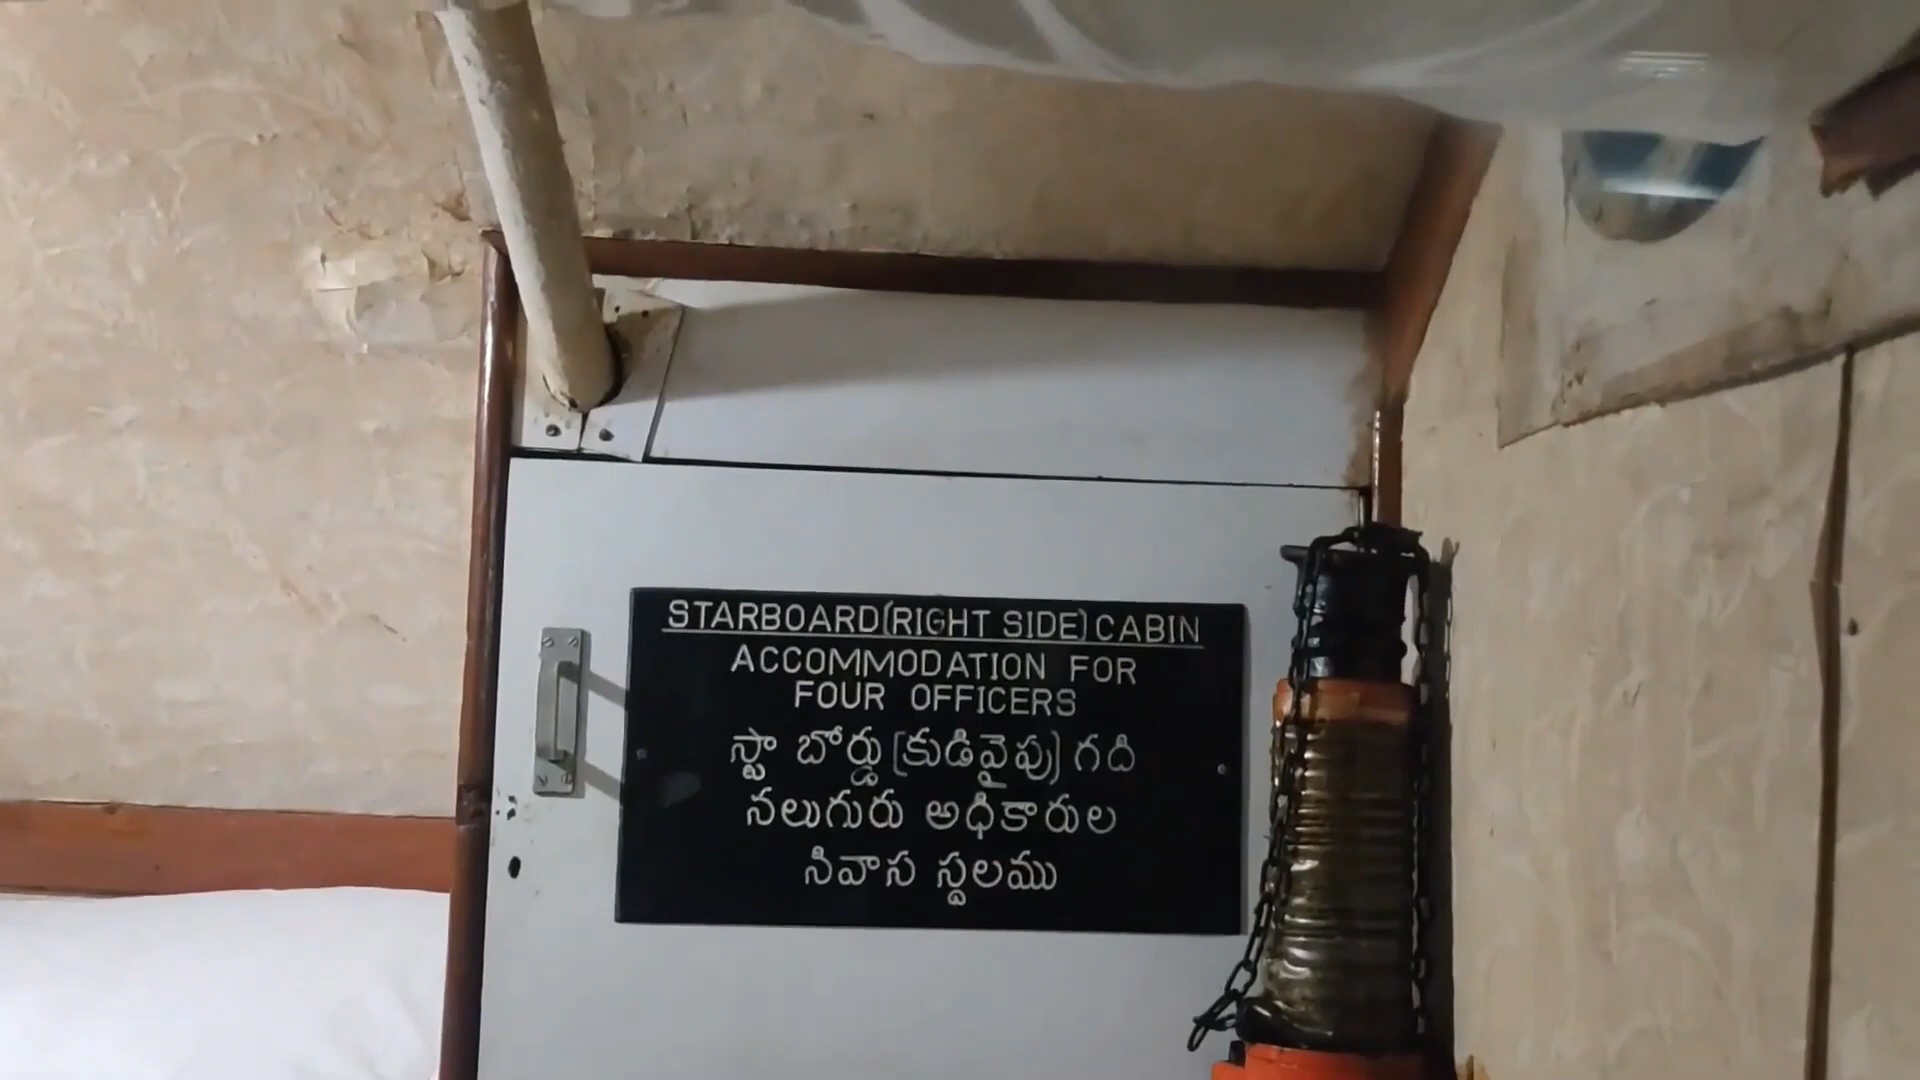 STARBOARD(RIGHT SIDE)CABIN
ACCOMMODATION FOR
FOUR OFFICERS
స్టా బోర్డు (కుడివైపు) గది
నలుగురు అధికారుల
నివాస స్థలము